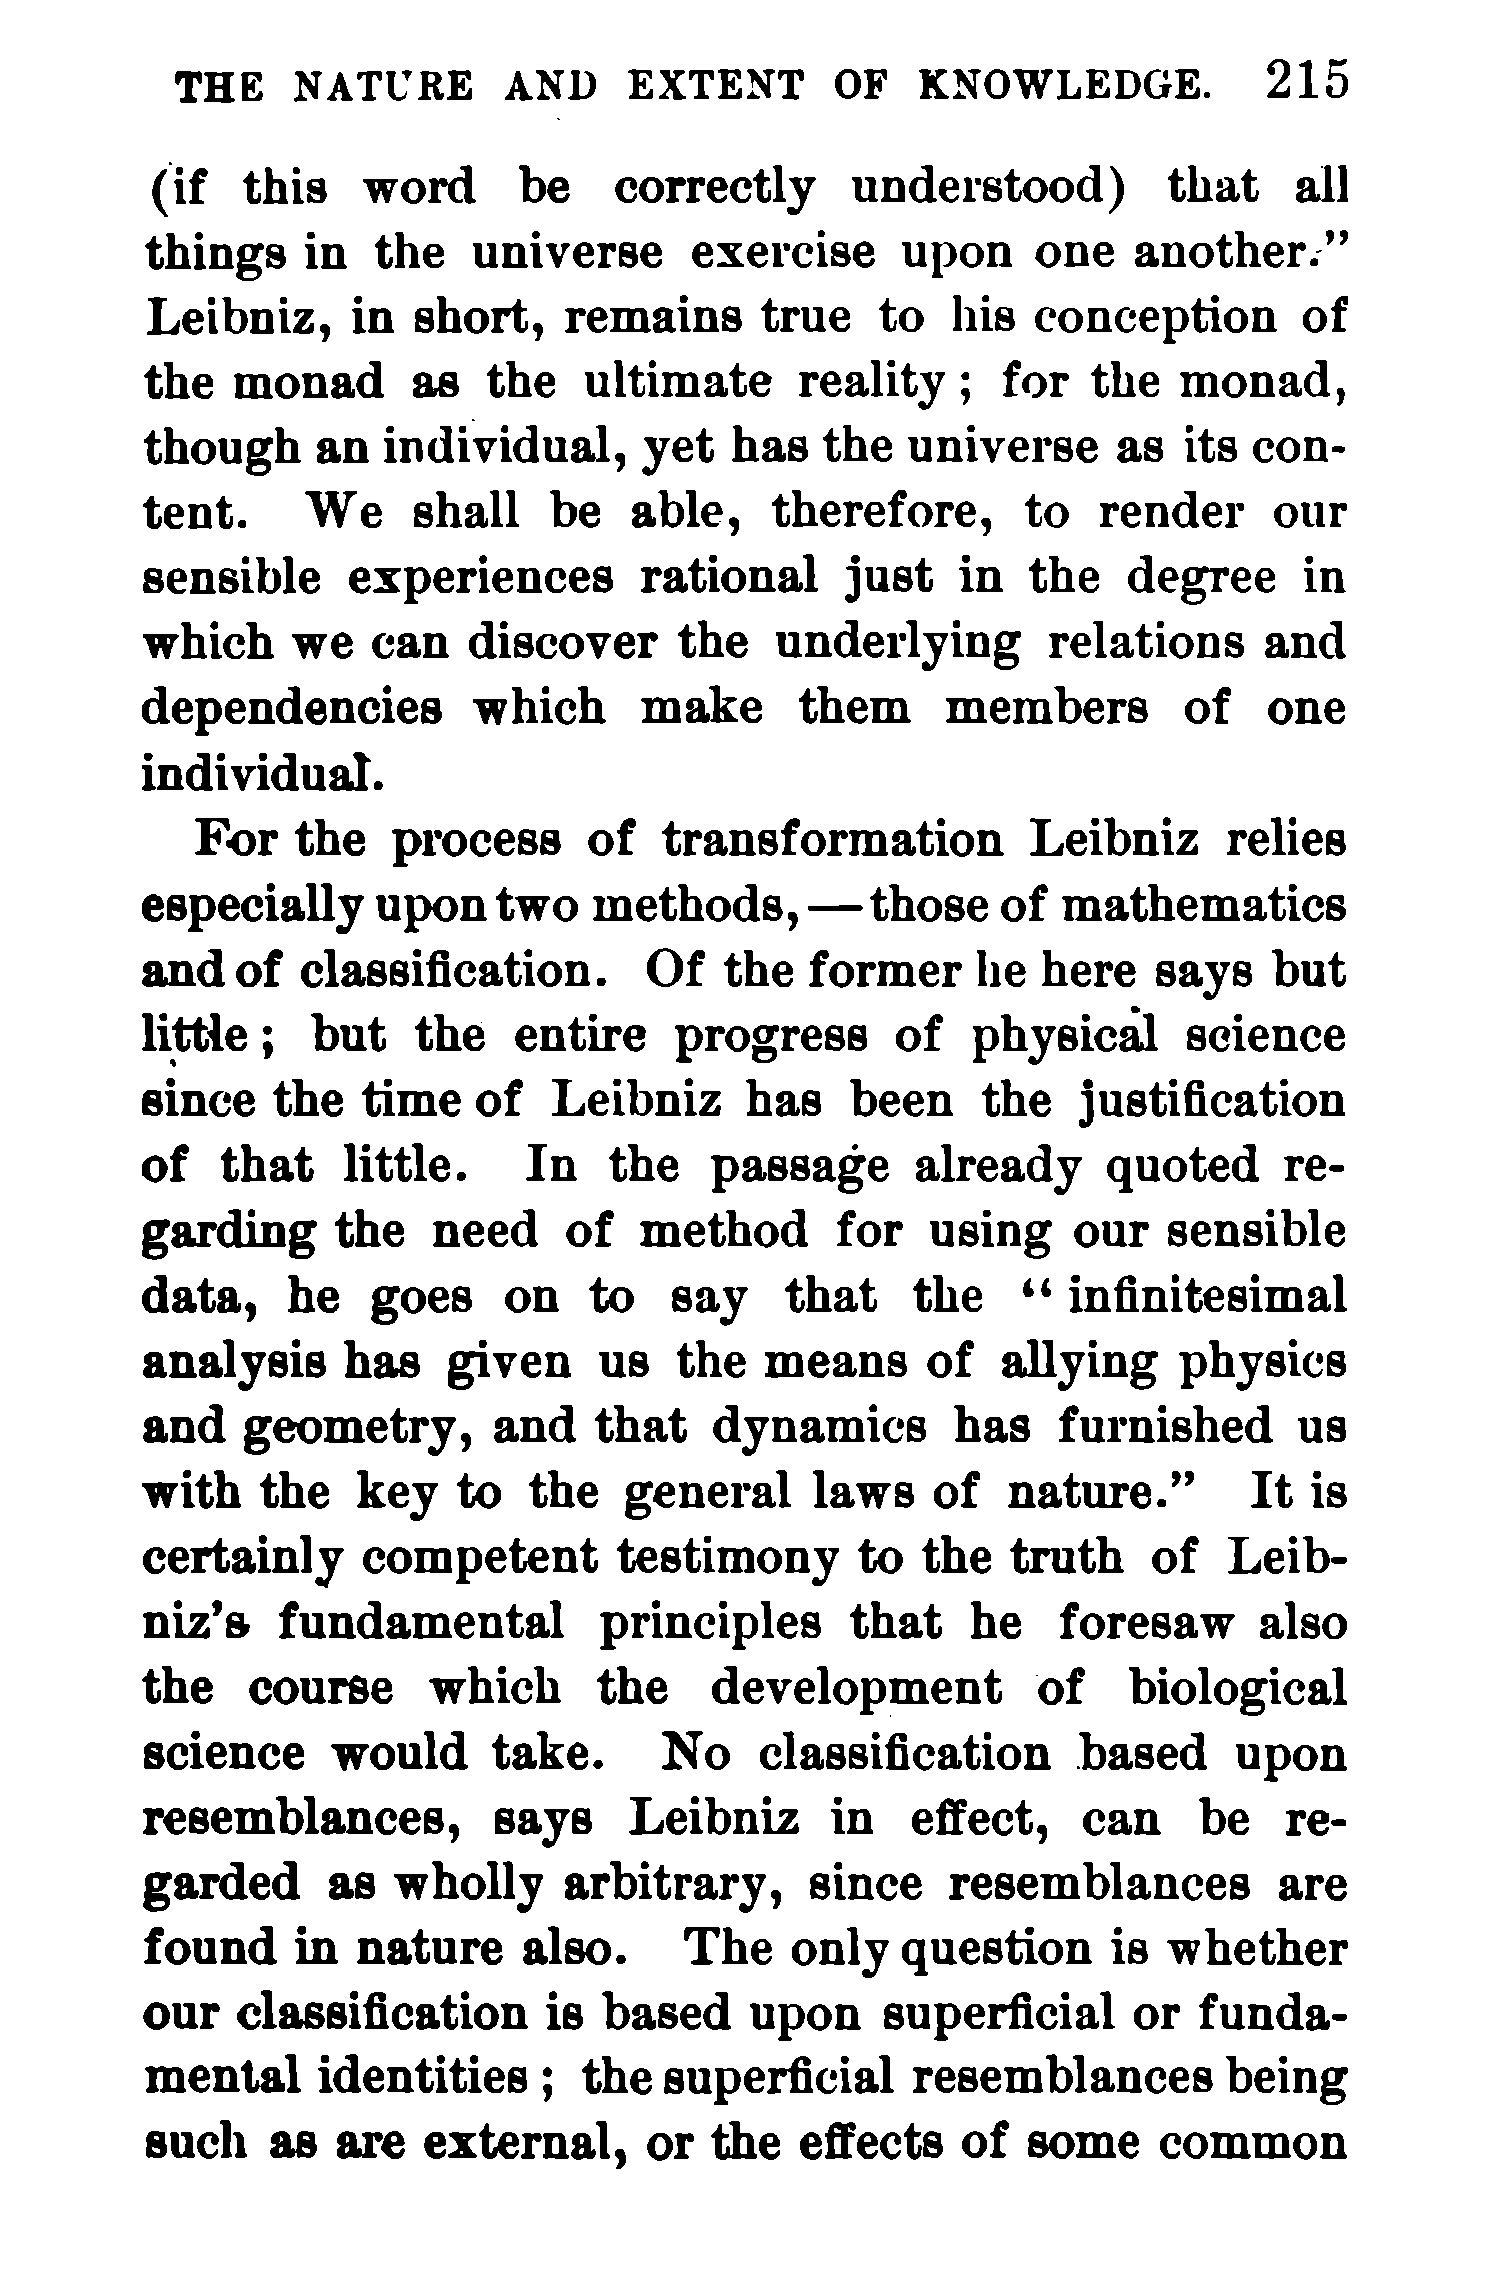 THE NATURE AND EXTENT OF KNOWLEDGE. 215
(if this word be correctly understood) that all
things in the universe exercise upon one another.”
Leibniz, in short, remains true to his conception of
the monad as the ultimate reality ; for the monad,
though an individual, yet has the universe as its con-
tent. We shall be able, therefore, to render our
sensible experiences rational just in the degree in
which we can discover the underlying relations and
dependencies which make them members of one
individual.
For the process of transformation Leibniz relies
especially upon two methods, — those of mathematics
and of classification. Of the former he here says but
little ; but the entire progress of physical science
since the time of Leibniz has been the justification
of that little. In the passage already quoted re-
garding the need of method for using our sensible
data, he goes on to say that the “ infinitesimal
analysis has given us the means of allying physics
and geometry, and that dynamics has furnished us
with the key to the general laws of nature.” It is
certainly competent testimony to the truth of Leib-
niz’s fundamental principles that he foresaw also
the course which the development of biological
science would take. No classification based upon
resemblances, says Leibniz in effect, can be re-
garded as wholly arbitrary, since resemblances are
found in nature also. The only question is whether
our classification is based upon superficial or funda-
mental identities ; the superficial resemblances being
such as are external, or the effects of some common